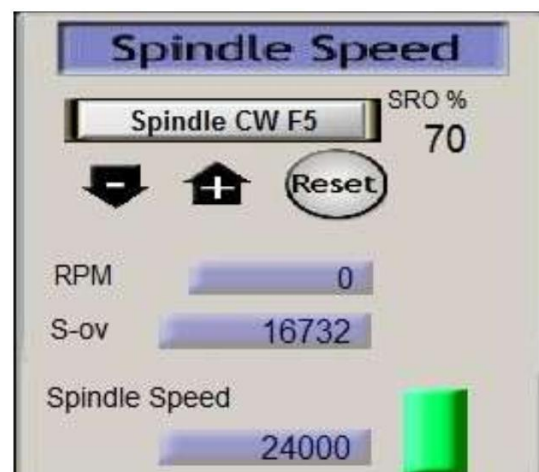 Spindle Speed
Spindle CW F5
SRO %
70
-
+
Reset
RPM 0
S-ov 16732
Spindle Speed
24000